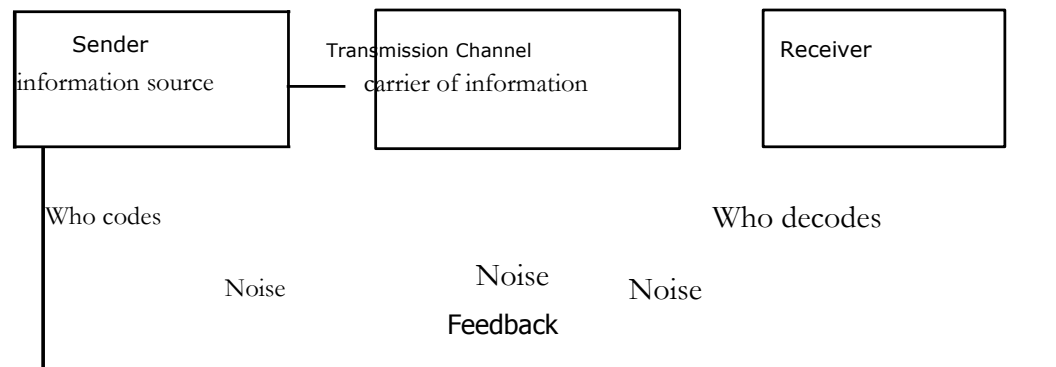 Sender
information source
Transmission Channel
carrier of information
Receiver
Who codes
Who decodes
Noise
Noise
Noise
Feedback